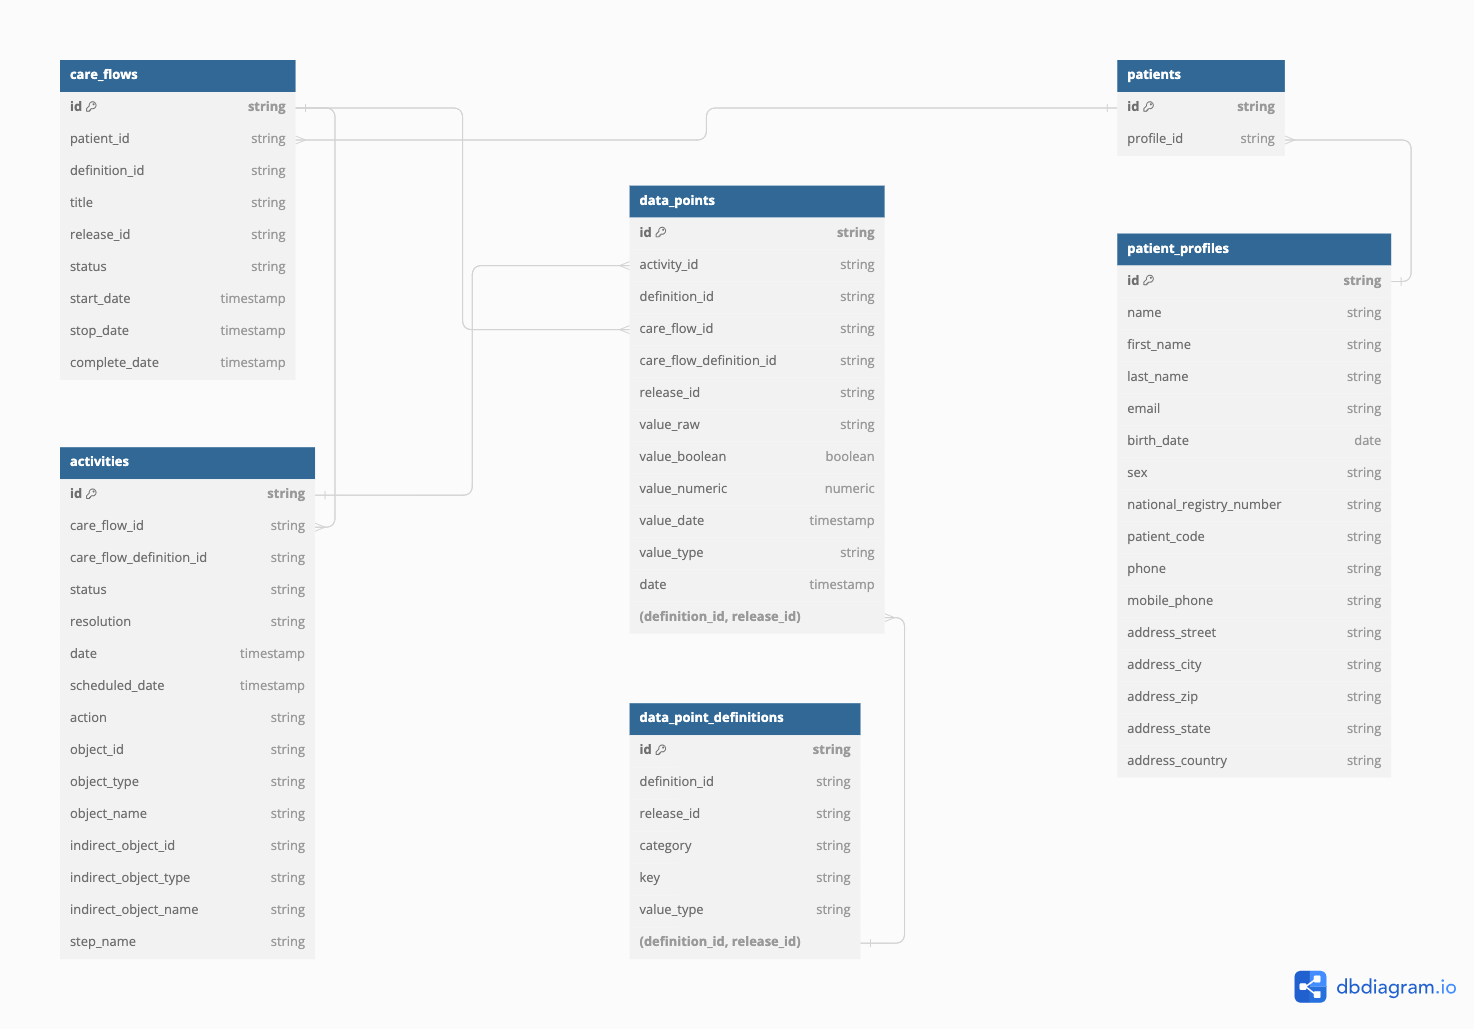 care_flows
id string
patient_id string
definition_id string
title string
release_id string
status string
start_date timestamp
stop_date timestamp
complete_date timestamp
activities
id string
care_flow_id string
care_flow_definition_id string
status string
resolution string
date timestamp
scheduled_date timestamp
action string
object_id string
object_type string
object_name string
indirect_object_id string
indirect_object_type string
indirect_object_name string
step_name string
data_points
id string
activity_id string
definition_id string
care_flow_id string
care_flow_definition_id string
release_id string
value_raw string
value_boolean boolean
value_numeric numeric
value_date timestamp
value_type string
date timestamp
(definition_id, release_id)
data_point_definitions
id string
definition_id string
release_id string
category string
key string
value_type string
(definition_id, release_id)
patients
id string
profile_id string
patient_profiles
id string
name string
first_name string
last_name string
email string
birth_date date
sex string
national_registry_number string
patient_code string
phone string
mobile_phone string
address_street string
address_city string
address_zip string
address_state string
address_country string
dbdiagram.io